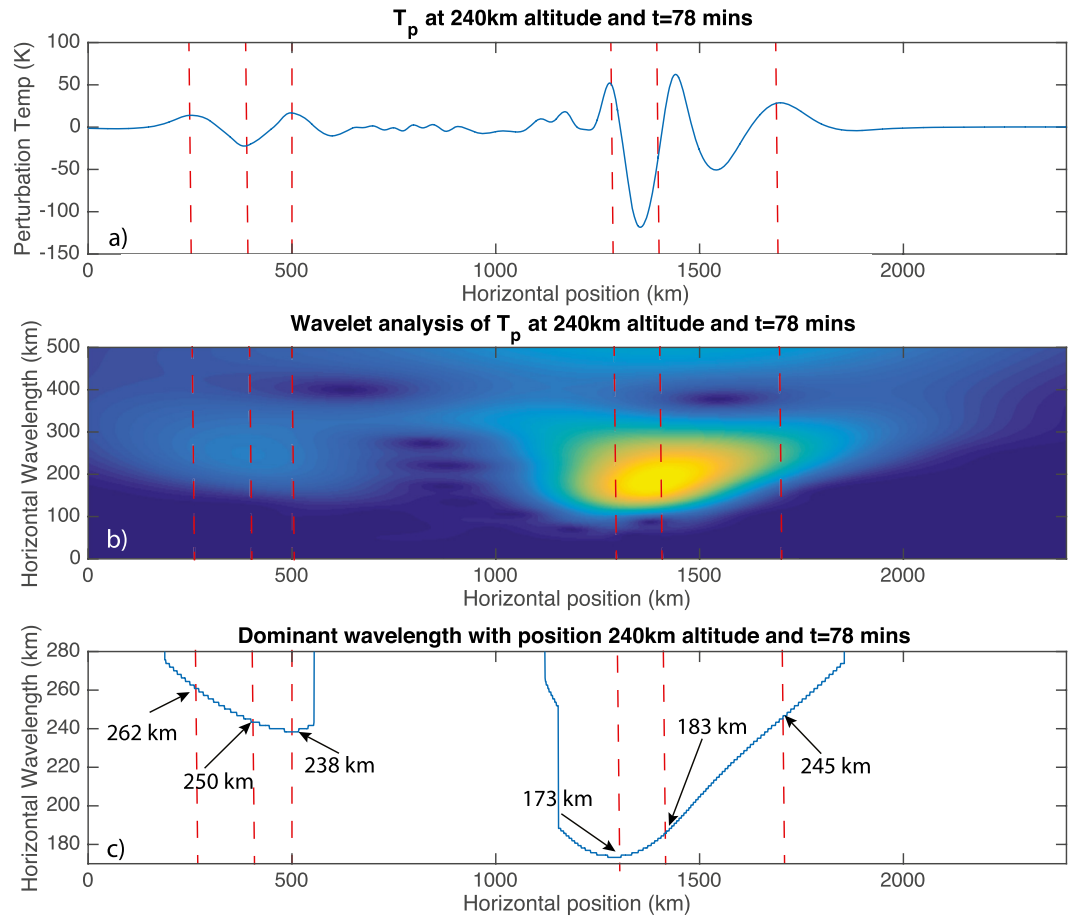 Tp at 240km altitude and t=78 mins
Perturbation Temp (K)
100
50
0
-50
-100
-150
a)
0 500 1000 1500 2000
Horizontal position (km)
Wavelet analysis of Tp at 240km altitude and t=78 mins
Horizontal Wavelength (km)
500
400
300
200
100
0
b)
0 500 1000 1500 2000
Horizontal position (km)
Dominant wavelength with position 240km altitude and t=78 mins
Horizontal Wavelength (km)
280
260
240
220
200
180
262 km
250 km
238 km
173 km
183 km
245 km
c)
0 500 1000 1500 2000
Horizontal position (km)